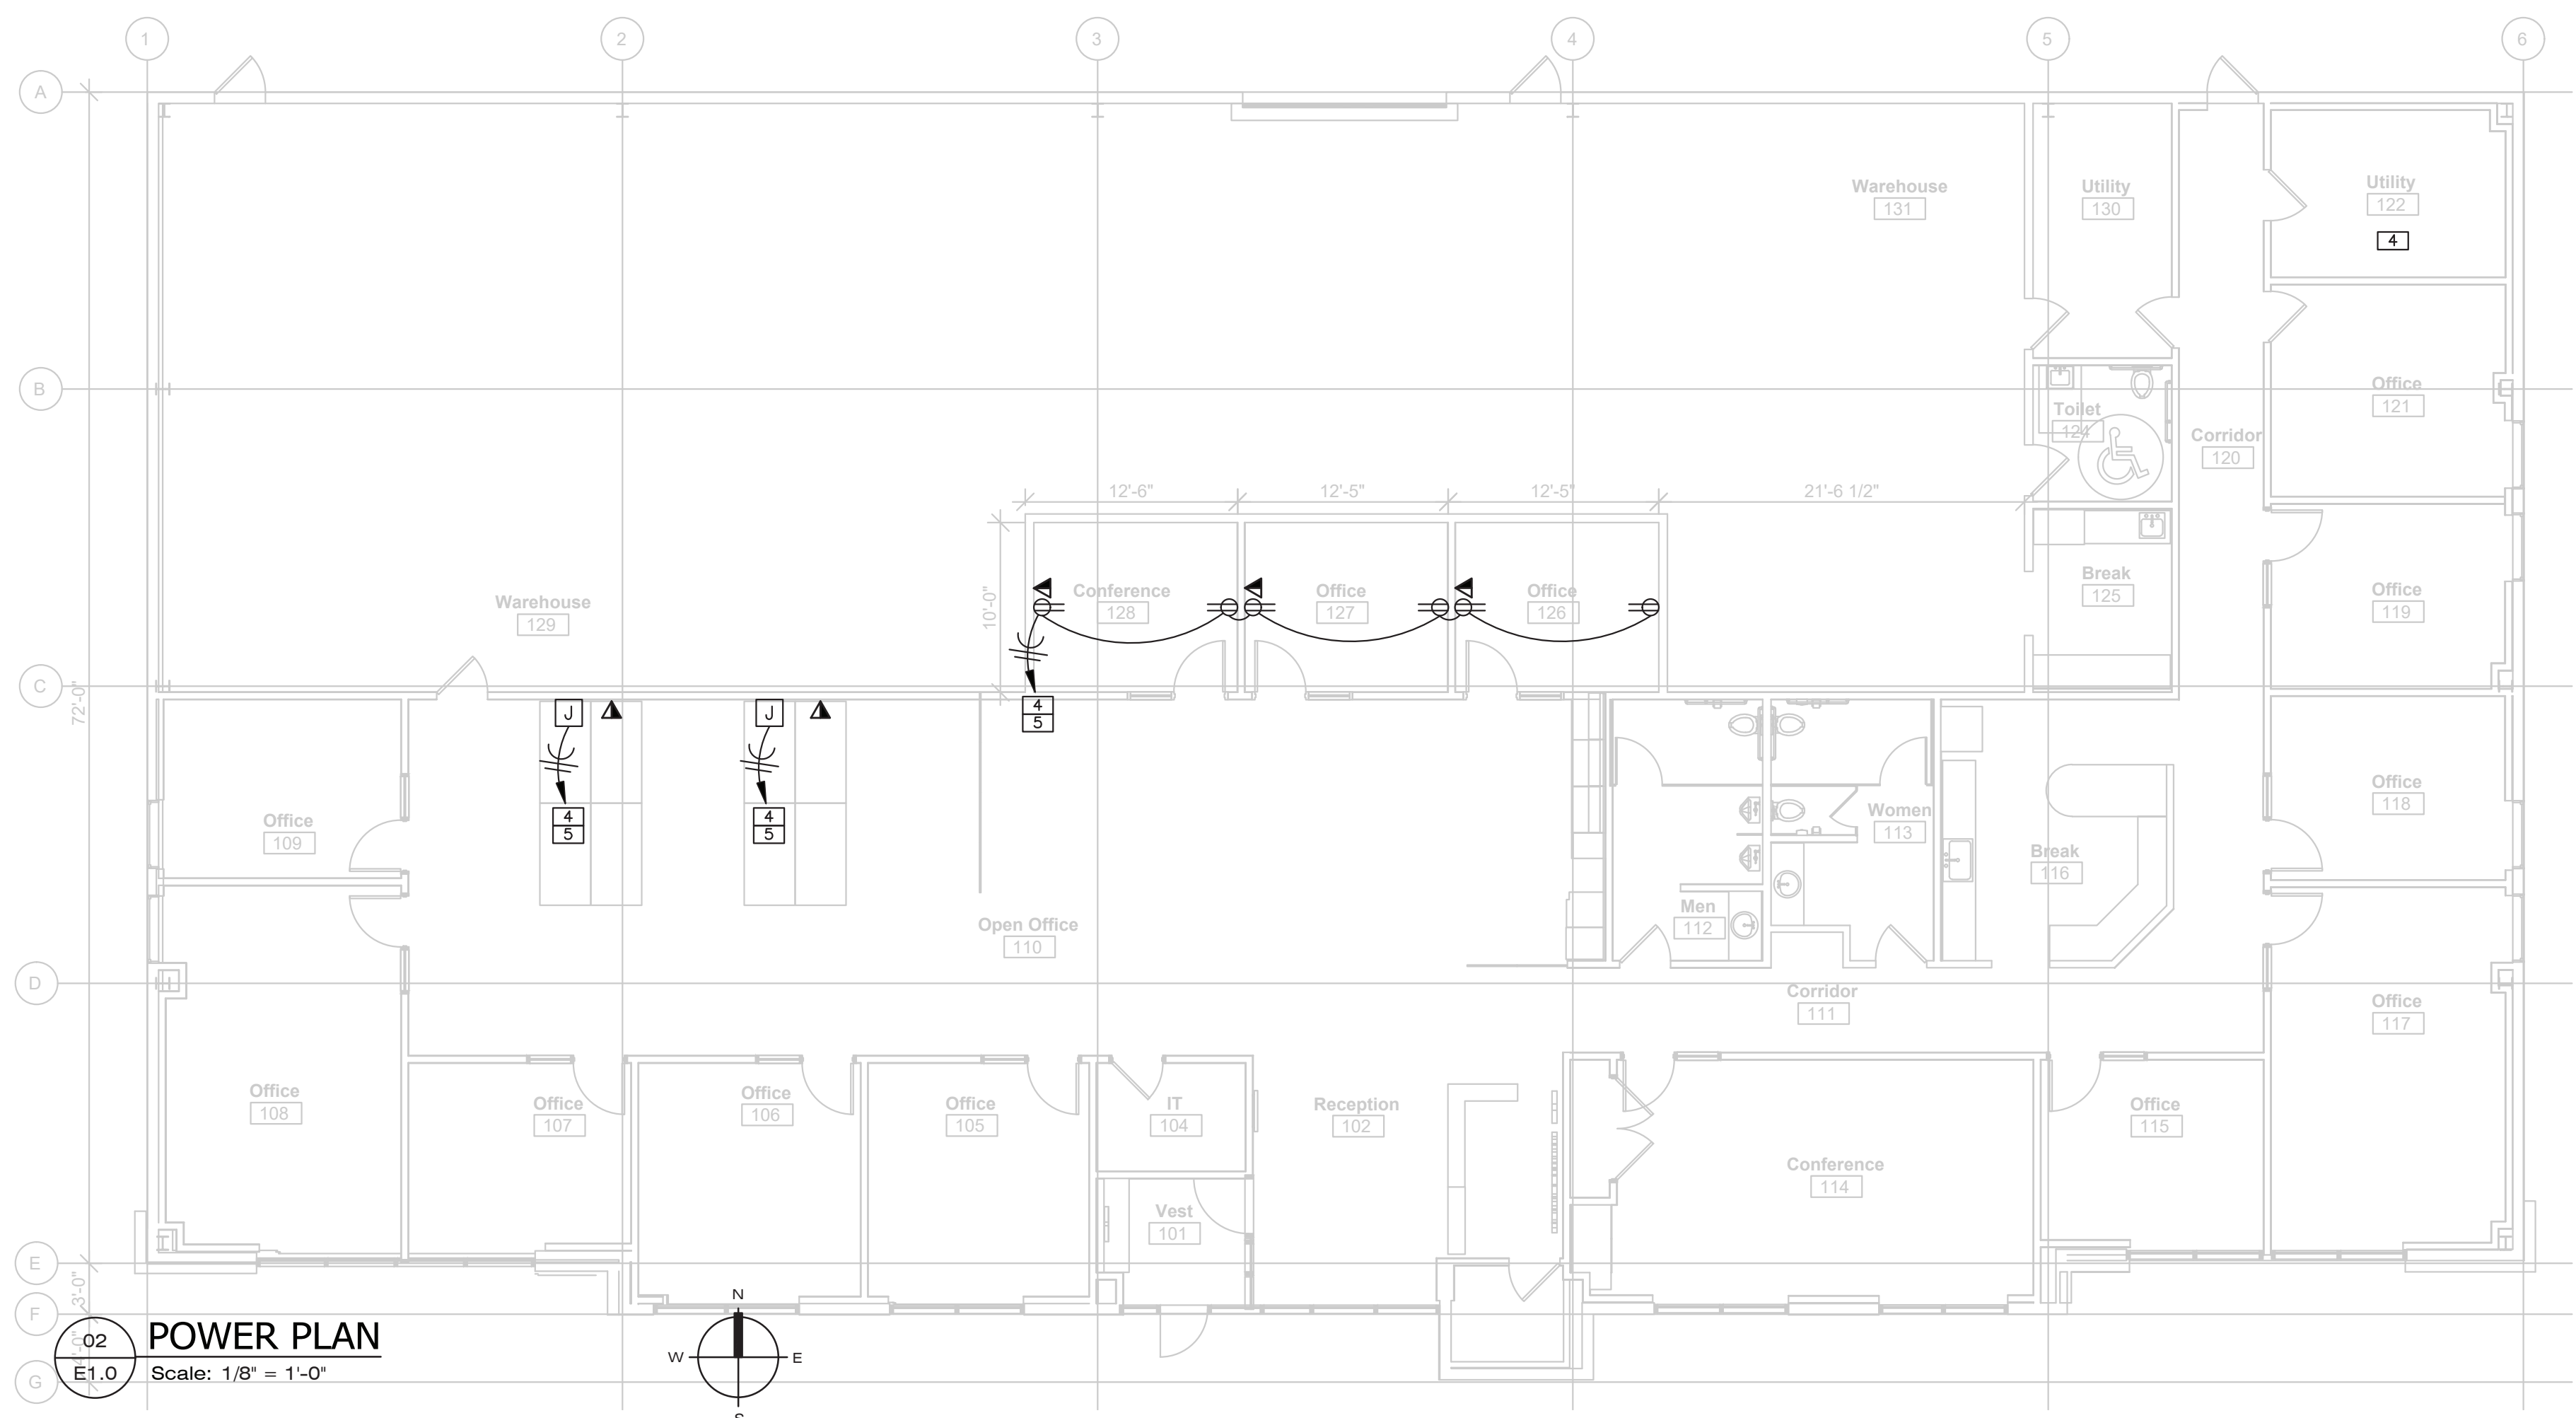 1 2 3 4 5 6
A
Warehouse
131
Utility
130
Utility
122
4
B
Office
121
Toilet
124
Corridor
120
12'-6" 12'-5" 12'-5" 21'-6 1/2"
10'-0"
Warehouse
129
Conference
128
Office
127
Office
126
Break
125
Office
119
C
72'-0"
J J
4
5
4
5
4
5
Office
109
Women
113
Break
116
Office
118
Open Office
110
Men
112
D
Corridor
111
Office
117
Office
108
Office
107
Office
106
Office
105
IT
104
Reception
102
Office
115
Conference
114
Vest
101
E
3'-0"
F
4'-0"
G
02
E1.0
POWER PLAN
Scale: 1/8" = 1'-0"
N
W E
S